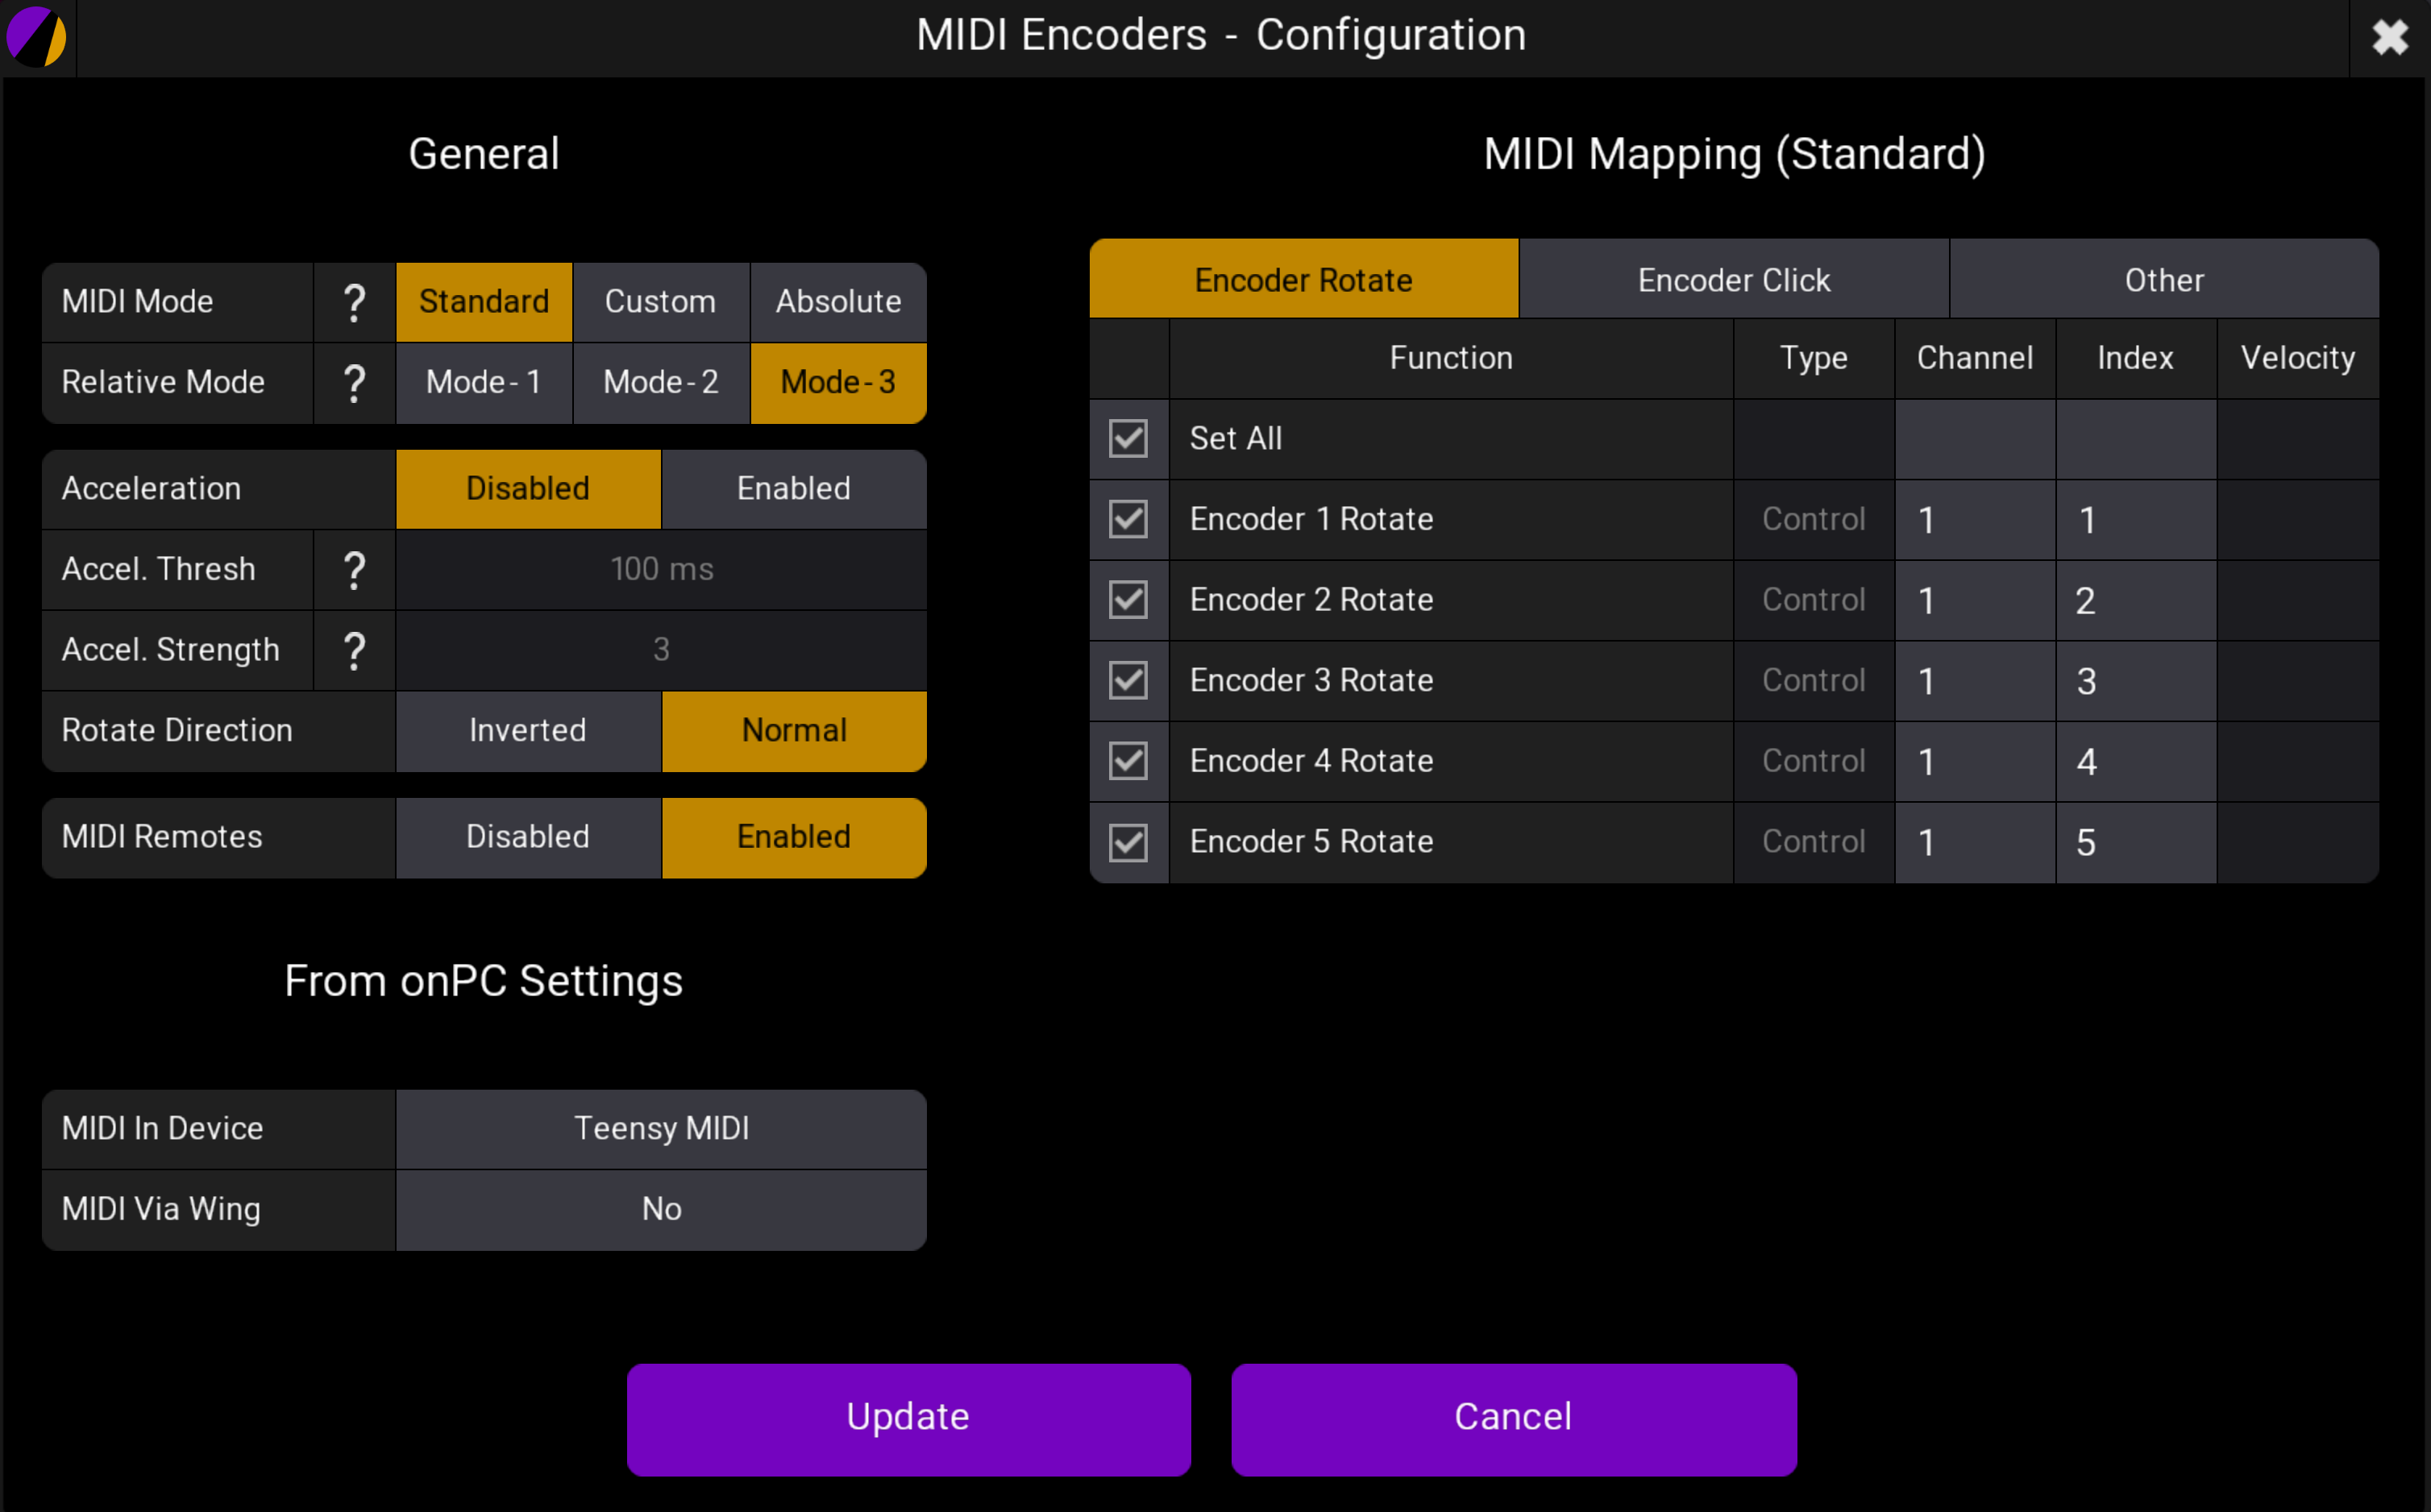 MIDI Encoders - Configuration
General
MIDI Mode ? Standard Custom Absolute
Relative Mode ? Mode-1 Mode-2 Mode-3
Acceleration Disabled Enabled
Accel. Thresh ? 100 ms
Accel. Strength ? 3
Rotate Direction Inverted Normal
MIDI Remotes Disabled Enabled
From onPC Settings
MIDI In Device Teensy MIDI
MIDI Via Wing No
MIDI Mapping (Standard)
Encoder Rotate Encoder Click Other
Function Type Channel Index Velocity
Set All
Encoder 1 Rotate Control 1 1
Encoder 2 Rotate Control 1 2
Encoder 3 Rotate Control 1 3
Encoder 4 Rotate Control 1 4
Encoder 5 Rotate Control 1 5
Update Cancel